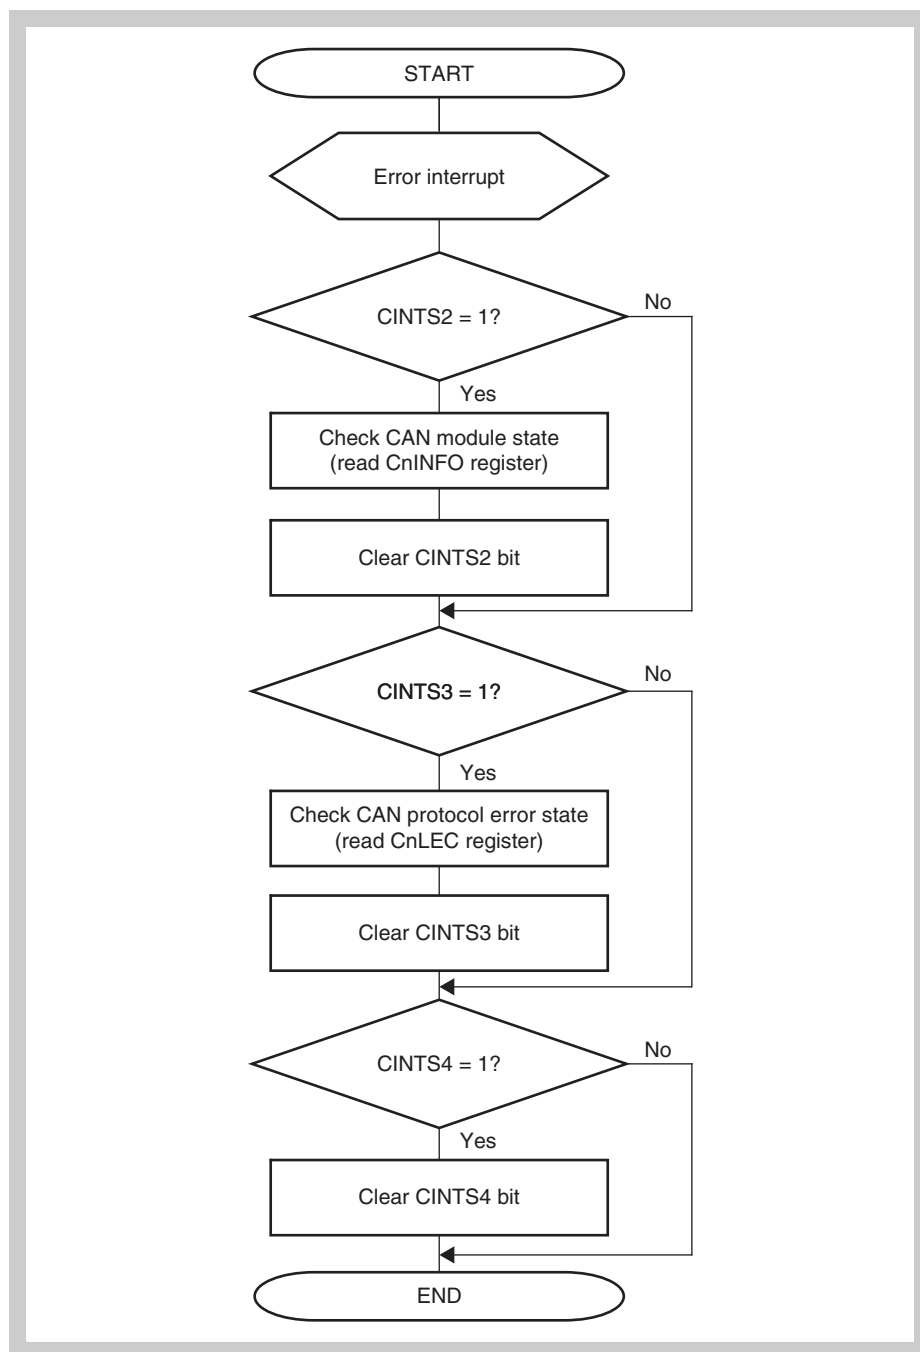 START
Error interrupt
CINTS2 = 1?
No
Yes
Check CAN module state
(read CnINFO register)
Clear CINTS2 bit
CINTS3 = 1?
No
Yes
Check CAN protocol error state
(read CnLEC register)
Clear CINTS3 bit
CINTS4 = 1?
No
Yes
Clear CINTS4 bit
END